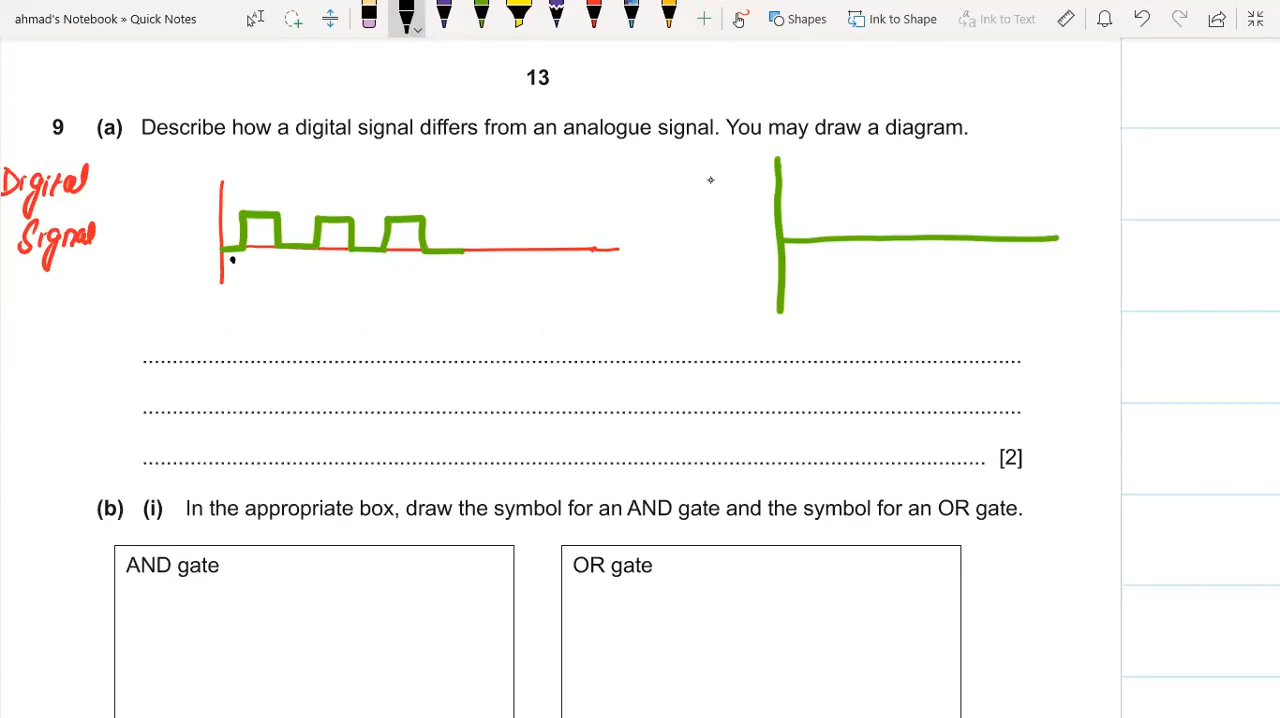 ahmad's Notebook » Quick Notes
Shapes
Ink to Shape
Ink to Text
13
9 (a) Describe how a digital signal differs from an analogue signal. You may draw a diagram.
Digital
Signal
[2]
(b) (i) In the appropriate box, draw the symbol for an AND gate and the symbol for an OR gate.
AND gate
OR gate